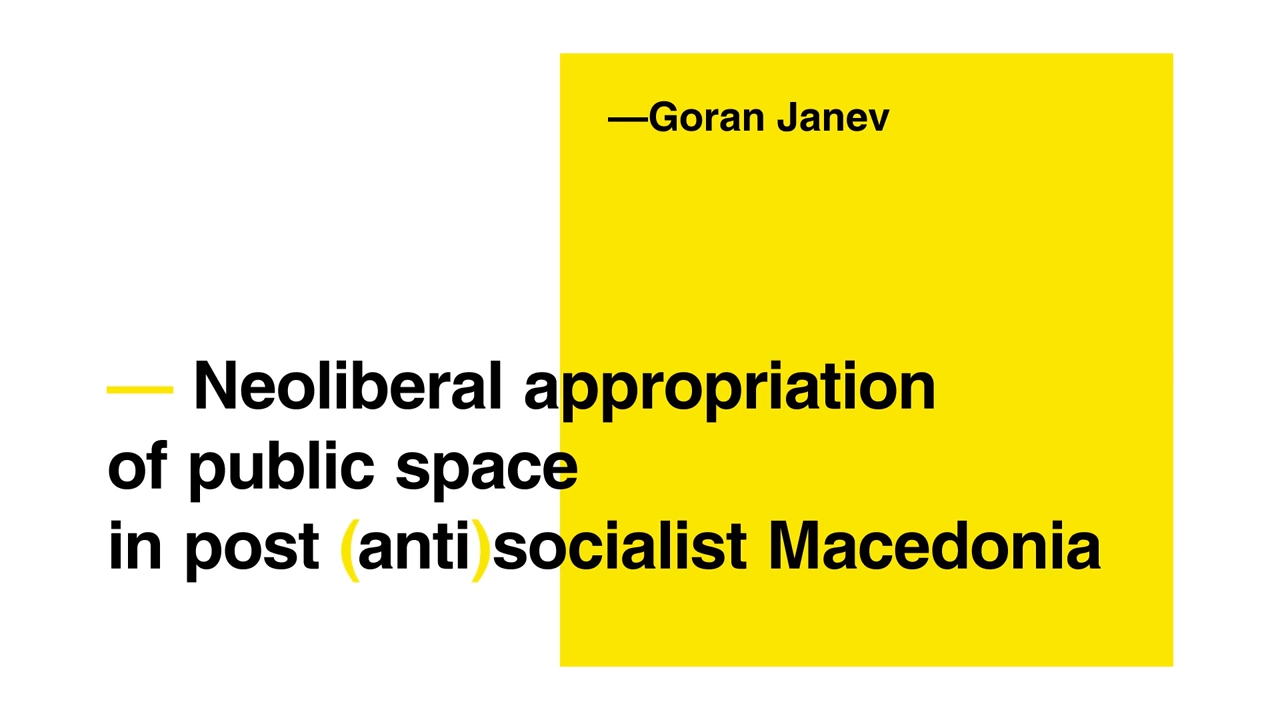 —Goran Janev
— Neoliberal appropriation
of public space
in post (anti)socialist Macedonia